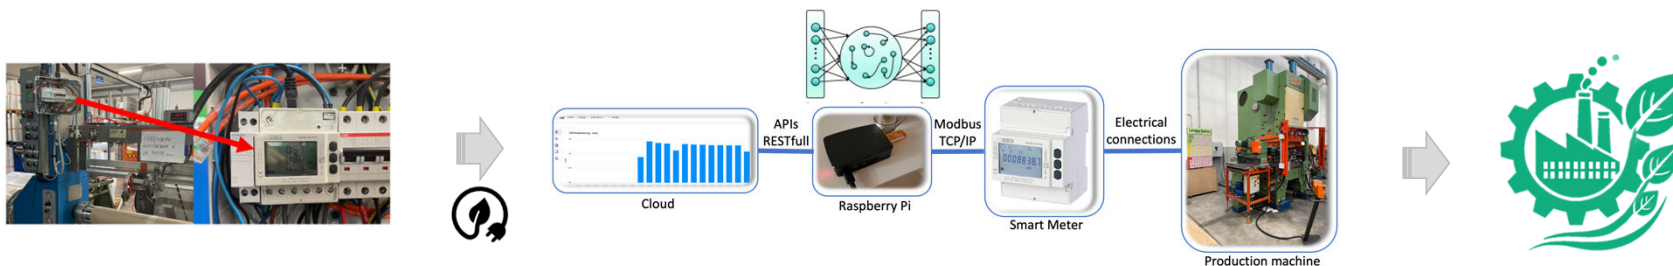 APIs
RESTfull
Modbus
TCP/IP
Electrical
connections
Cloud
Raspberry Pi
Smart Meter
Production machine